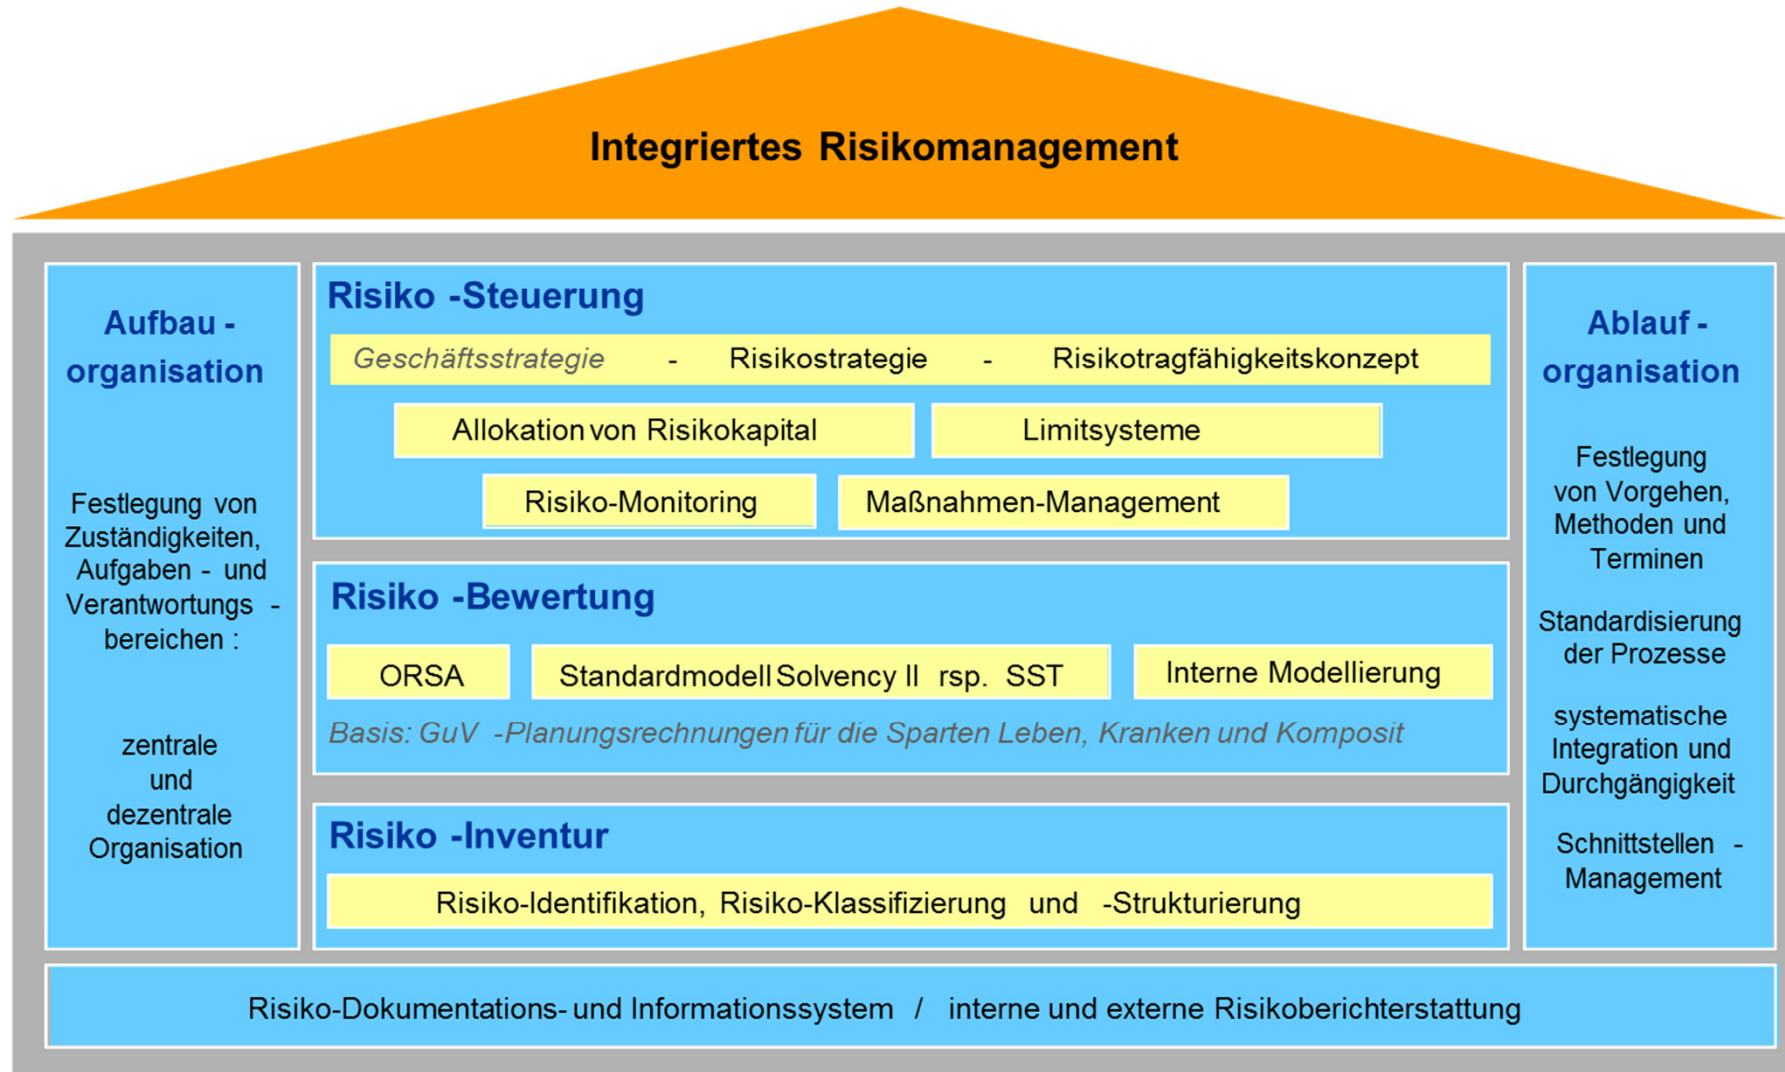 Integriertes Risikomanagement
Aufbau -
organisation
Festlegung von
Zuständigkeiten,
Aufgaben - und
Verantwortungs -
bereichen :
zentrale
und
dezentrale
Organisation
Risiko -Steuerung
Geschäftsstrategie - Risikostrategie - Risikotragfähigkeitskonzept
Allokation von Risikokapital
Limitsysteme
Risiko-Monitoring
Maßnahmen-Management
Risiko -Bewertung
ORSA
Standardmodell Solvency II rsp. SST
Interne Modellierung
Basis: GuV -Planungsrechnungen für die Sparten Leben, Kranken und Komposit
Risiko -Inventur
Risiko-Identifikation, Risiko-Klassifizierung und -Strukturierung
Ablauf -
organisation
Festlegung
von Vorgehen,
Methoden und
Terminen
Standardisierung
der Prozesse
systematische
Integration und
Durchgängigkeit
Schnittstellen -
Management
Risiko-Dokumentations- und Informationssystem / interne und externe Risikoberichterstattung